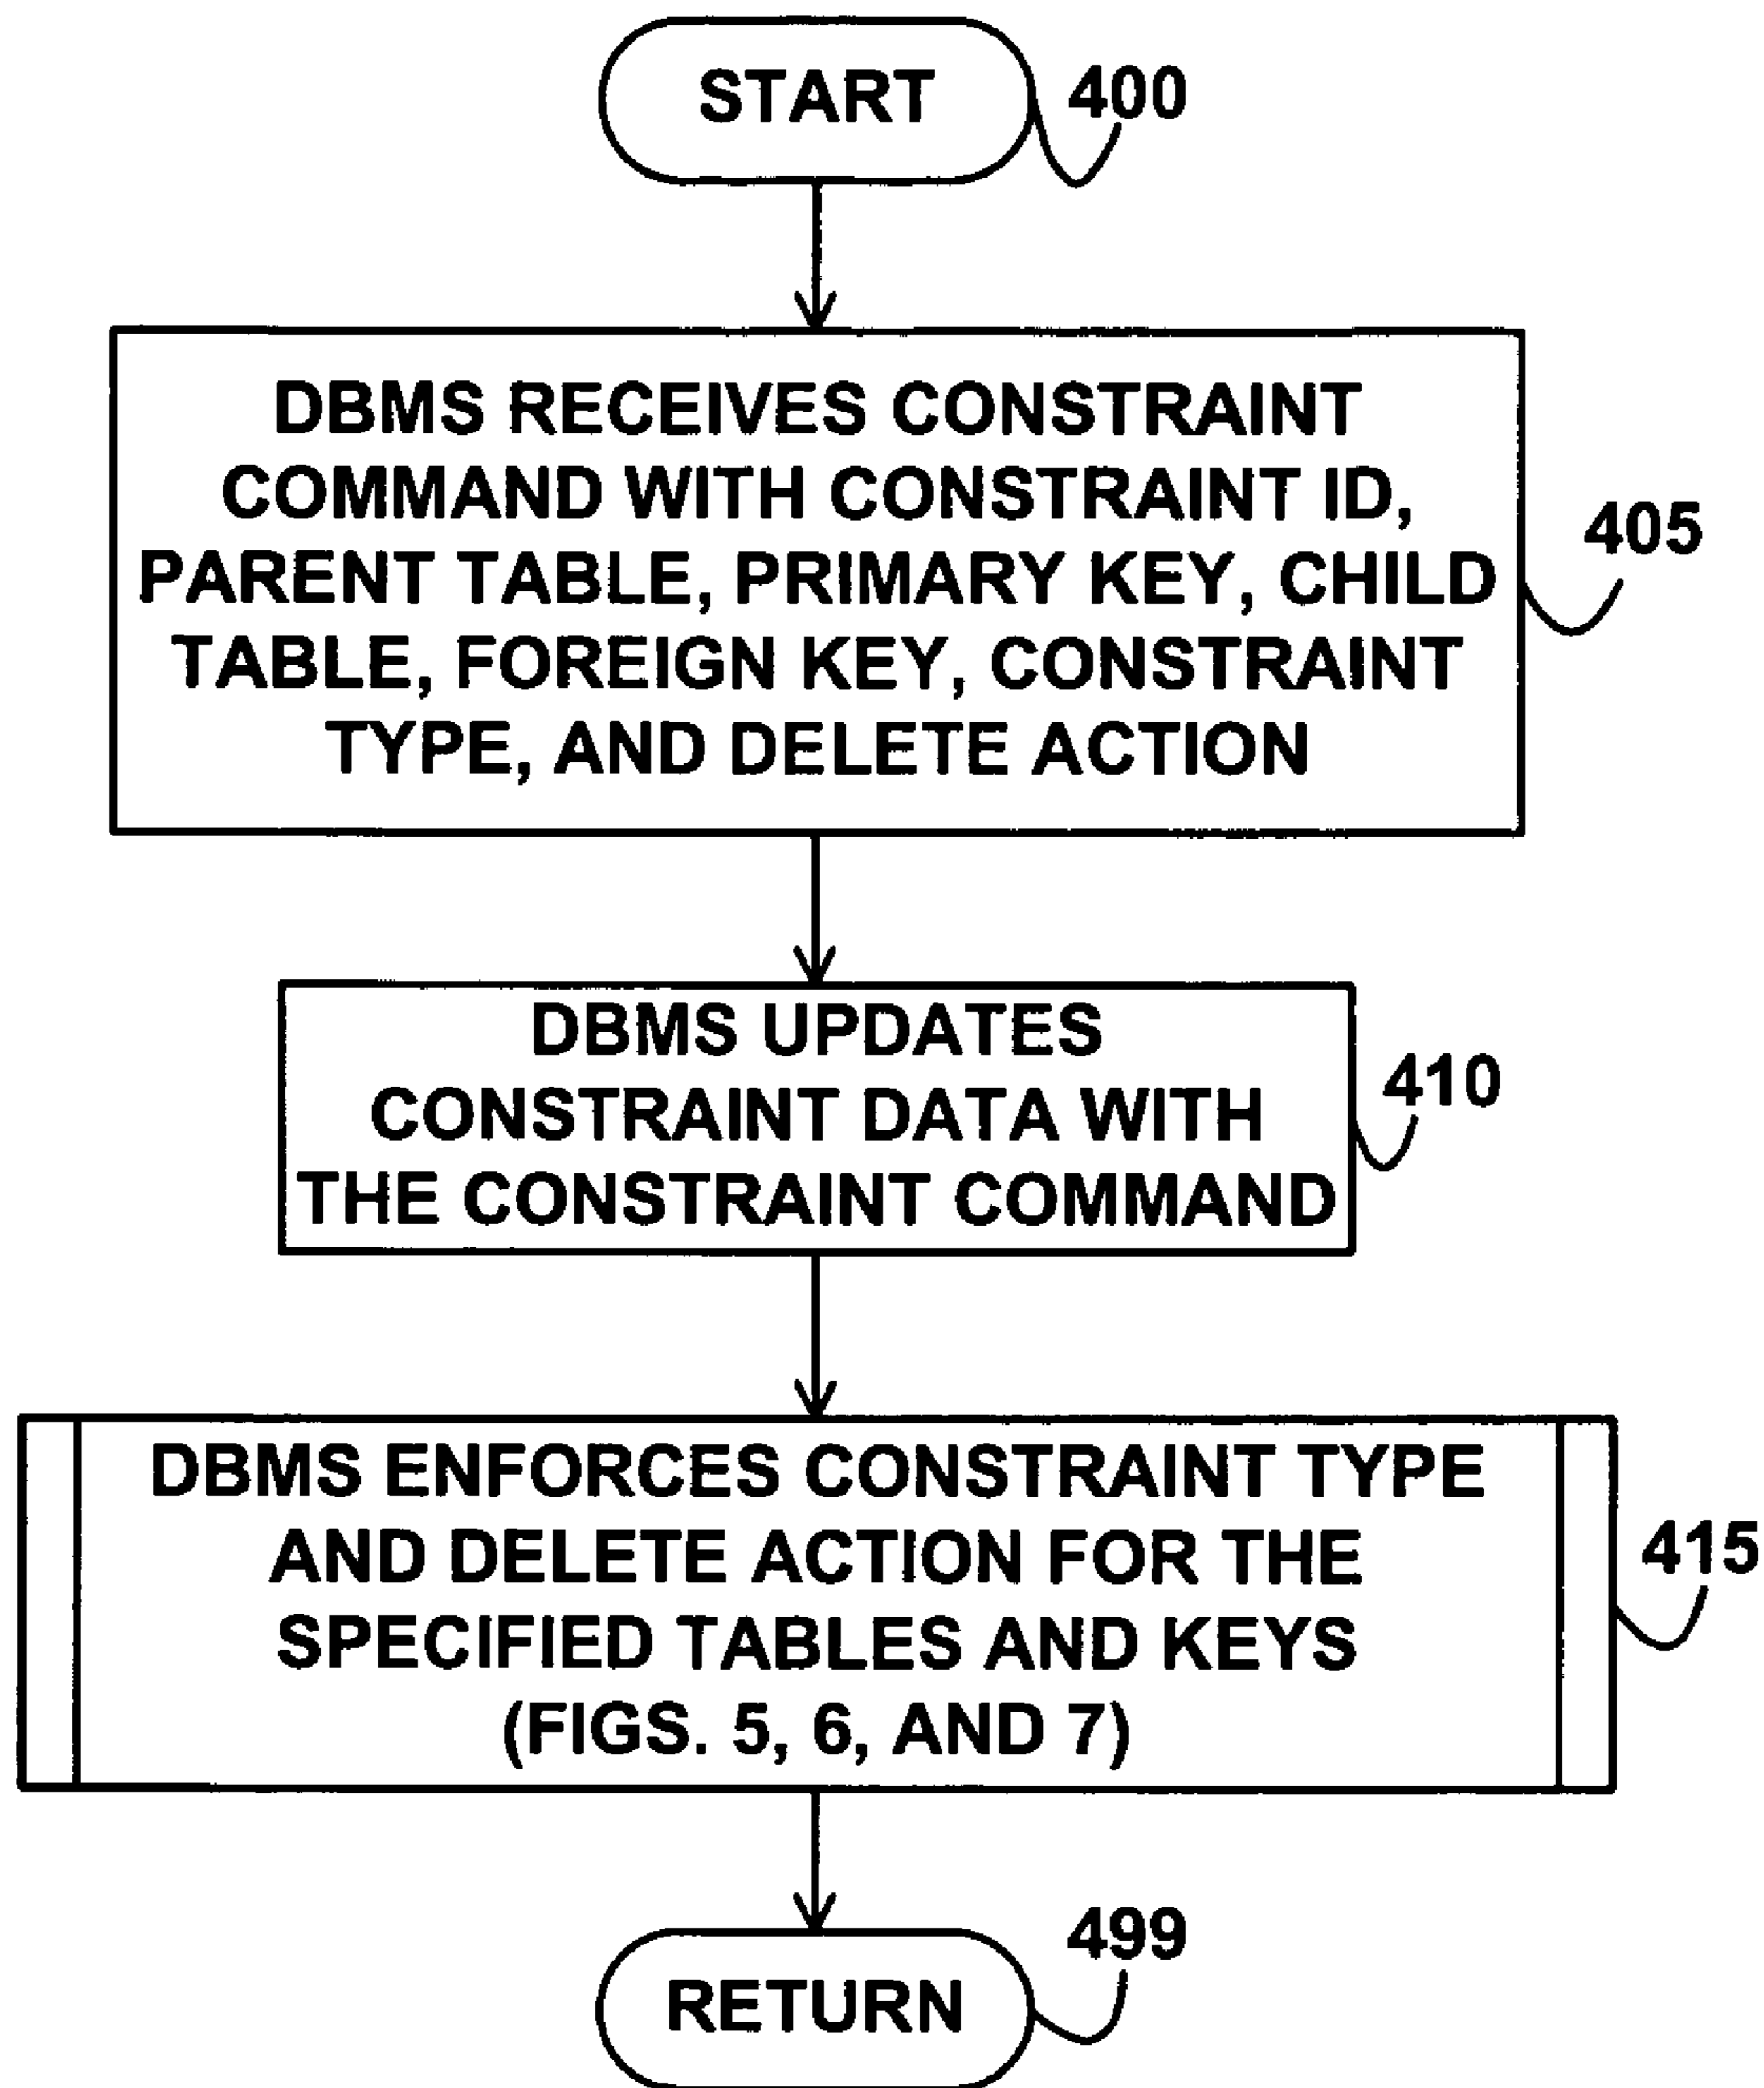 START
400
DBMS RECEIVES CONSTRAINT
COMMAND WITH CONSTRAINT ID,
PARENT TABLE, PRIMARY KEY, CHILD
TABLE, FOREIGN KEY, CONSTRAINT
TYPE, AND DELETE ACTION
405
DBMS UPDATES
CONSTRAINT DATA WITH
THE CONSTRAINT COMMAND
410
DBMS ENFORCES CONSTRAINT TYPE
AND DELETE ACTION FOR THE
SPECIFIED TABLES AND KEYS
(FIGS. 5, 6, AND 7)
415
RETURN
499